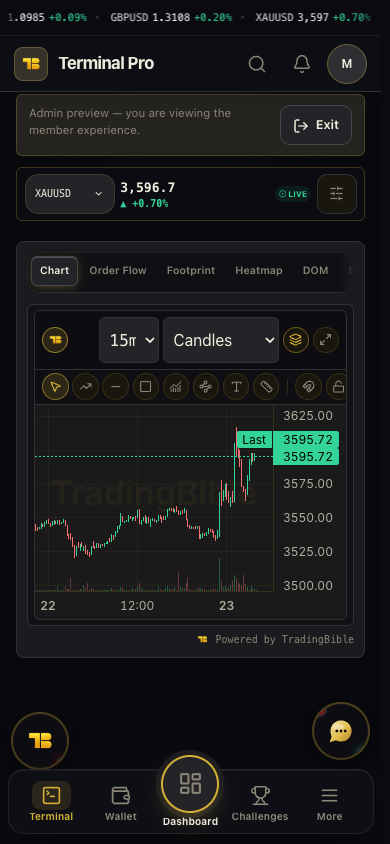 1.0985 +0.09% • GBPUSD 1.3108 +0.20% • XAUUSD 3,597 +0.70%
Terminal Pro
M
Admin preview — you are viewing the
member experience.
Exit
XAUUSD
3,596.7
▲ +0.70%
LIVE
Chart Order Flow Footprint Heatmap DOM
15m Candles
T
3625.00
Last 3595.72
3595.72
3575.00
TradingBible
3550.00
3525.00
3500.00
22 12:00 23
Powered by TradingBible
Terminal Wallet Dashboard Challenges More